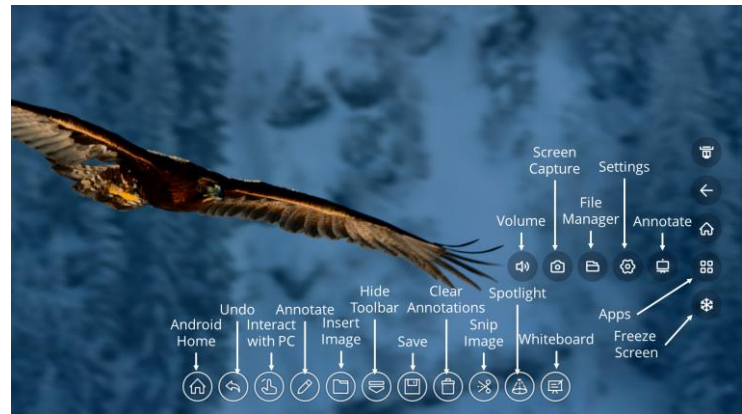 Screen
Capture
Settings
File
Manager
Volume
Annotate
Hide
Toolbar
Clear
Annotations
Spotlight
Undo
Annotate
Apps
Android
Home
Interact
with PC
Insert
Image
Save
Snip
Image
Whiteboard
Freeze
Screen